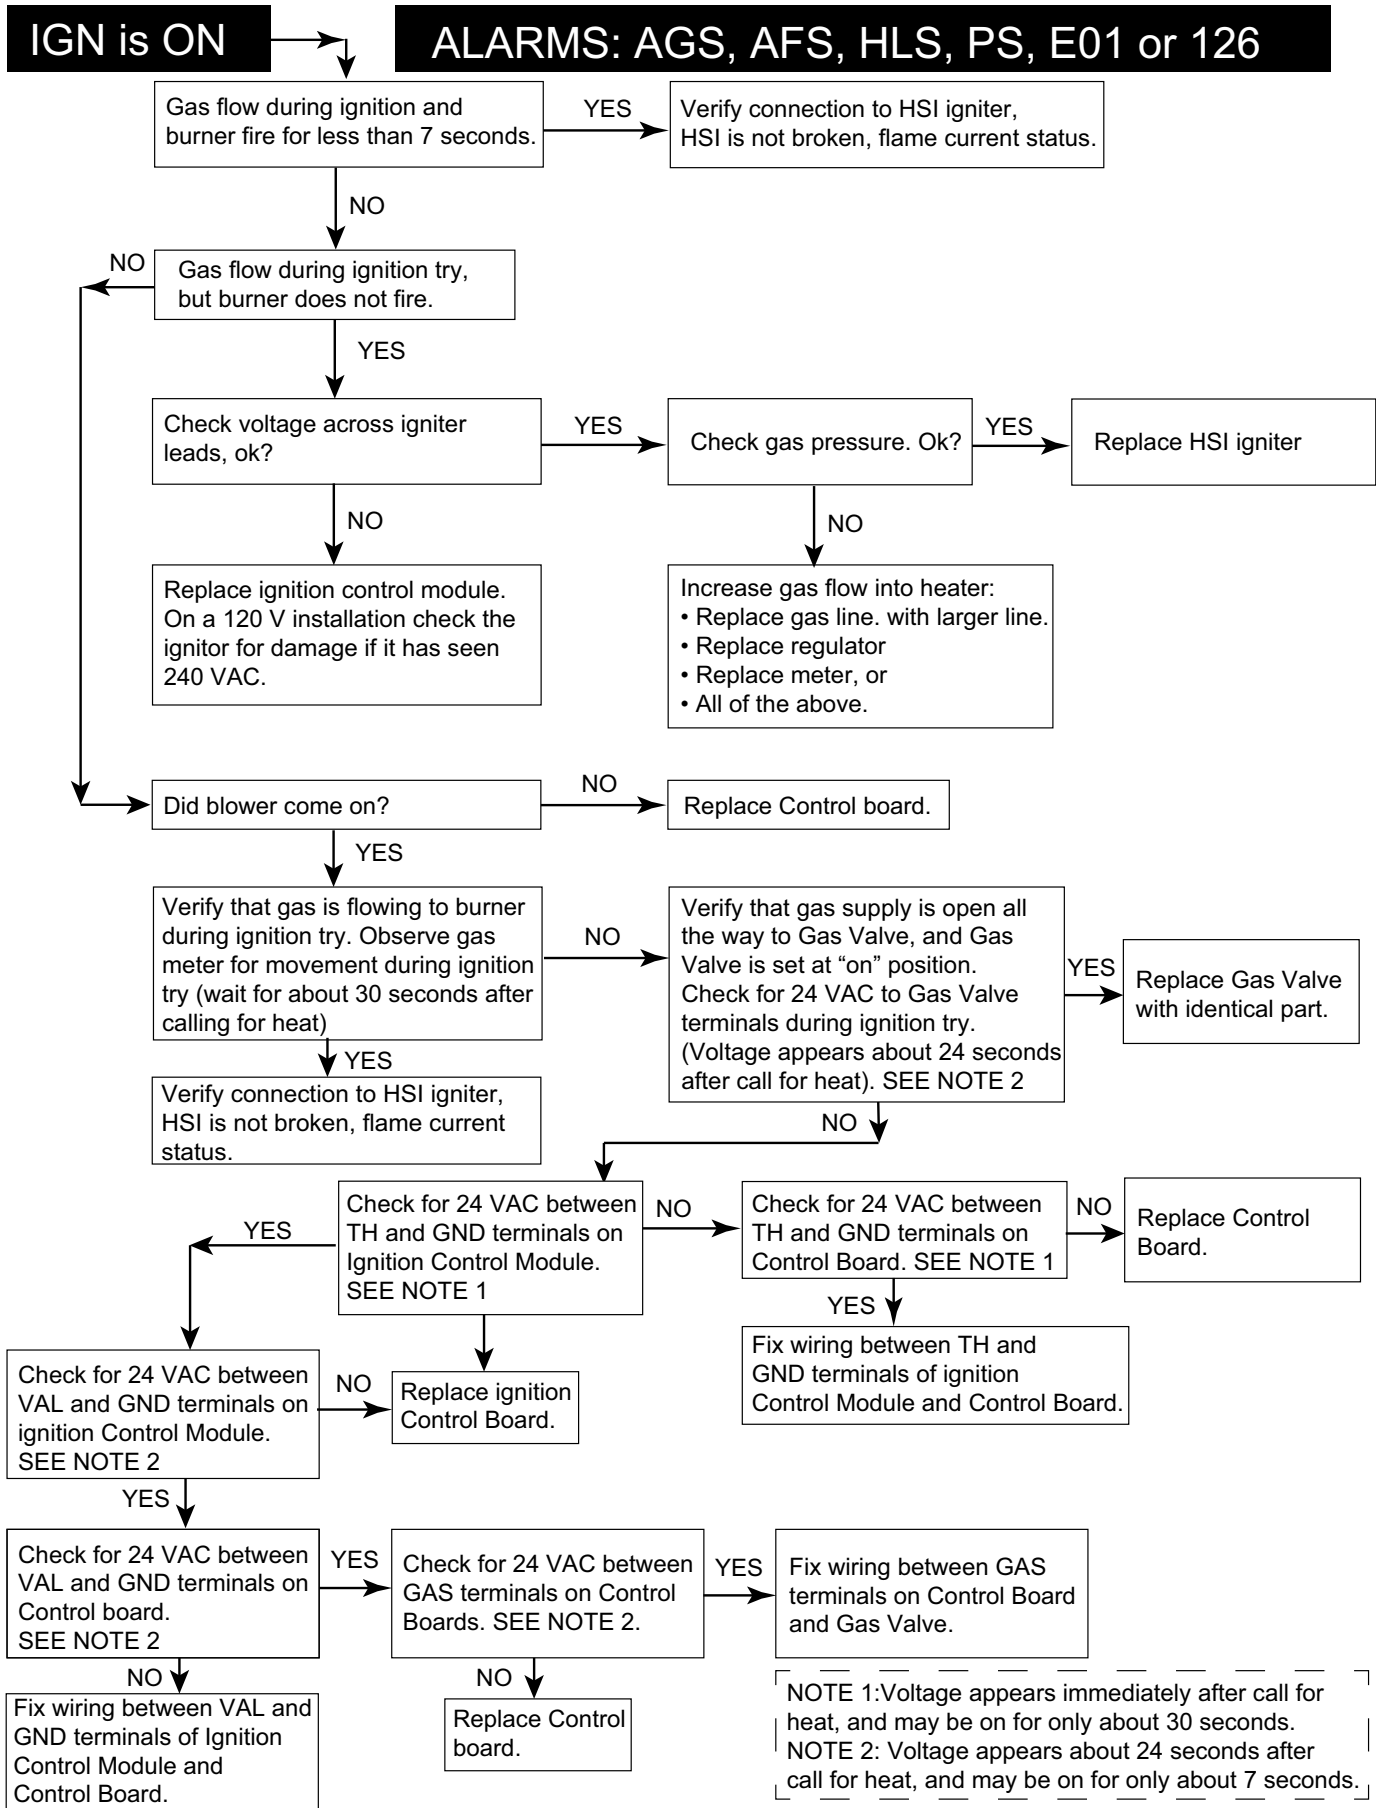 IGN is ON
ALARMS: AGS, AFS, HLS, PS, E01 or 126
Gas flow during ignition and
burner fire for less than 7 seconds.
YES
Verify connection to HSI igniter,
HSI is not broken, flame current status.
NO
NO
Gas flow during ignition try,
but burner does not fire.
YES
Check voltage across igniter
leads, ok?
YES
Check gas pressure. Ok?
YES
Replace HSI igniter
NO
NO
Replace ignition control module.
On a 120 V installation check the
ignitor for damage if it has seen
240 VAC.
Increase gas flow into heater:
• Replace gas line. with larger line.
• Replace regulator
• Replace meter, or
• All of the above.
Did blower come on?
NO
Replace Control board.
YES
Verify that gas is flowing to burner
during ignition try. Observe gas
meter for movement during ignition
try (wait for about 30 seconds after
calling for heat)
NO
Verify that gas supply is open all
the way to Gas Valve, and Gas
Valve is set at “on” position.
Check for 24 VAC to Gas Valve
terminals during ignition try.
(Voltage appears about 24 seconds
after call for heat). SEE NOTE 2
YES
Replace Gas Valve
with identical part.
YES
Verify connection to HSI igniter,
HSI is not broken, flame current
status.
NO
Check for 24 VAC between
TH and GND terminals on
Ignition Control Module.
SEE NOTE 1
NO
Check for 24 VAC between
TH and GND terminals on
Control Board. SEE NOTE 1
NO
Replace Control
Board.
YES
YES
Fix wiring between TH and
GND terminals of ignition
Control Module and Control Board.
Check for 24 VAC between
VAL and GND terminals on
ignition Control Module.
SEE NOTE 2
NO
Replace ignition
Control Board.
YES
Check for 24 VAC between
VAL and GND terminals on
Control board.
SEE NOTE 2
YES
Check for 24 VAC between
GAS terminals on Control
Boards. SEE NOTE 2.
YES
Fix wiring between GAS
terminals on Control Board
and Gas Valve.
NO
Fix wiring between VAL and
GND terminals of Ignition
Control Module and
Control Board.
NO
Replace Control
board.
NOTE 1:Voltage appears immediately after call for
heat, and may be on for only about 30 seconds.
NOTE 2: Voltage appears about 24 seconds after
call for heat, and may be on for only about 7 seconds.